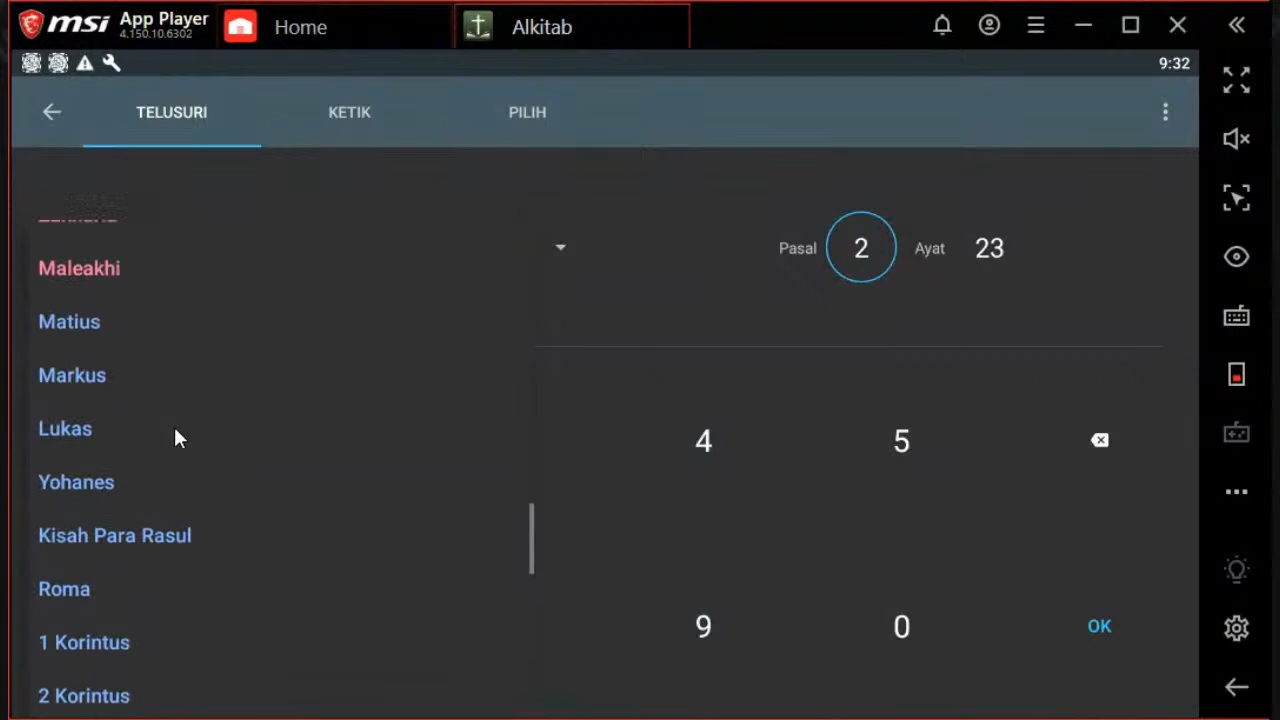 msi App Player
4.150.10.6302
Home
Alkitab
9:32
TELUSURI
KETIK
PILIH
Maleakhi
Matius
Markus
Lukas
Yohanes
Kisah Para Rasul
Roma
1 Korintus
2 Korintus
Pasal 2 Ayat 23
4 5
9 0 OK